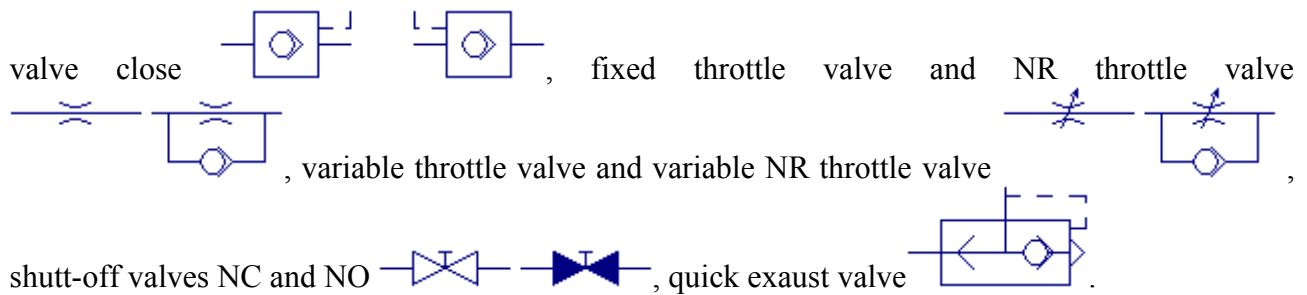 valve close , fixed throttle valve and NR throttle valve
, variable throttle valve and variable NR throttle valve ,
shutt-off valves NC and NO , quick exaust valve .